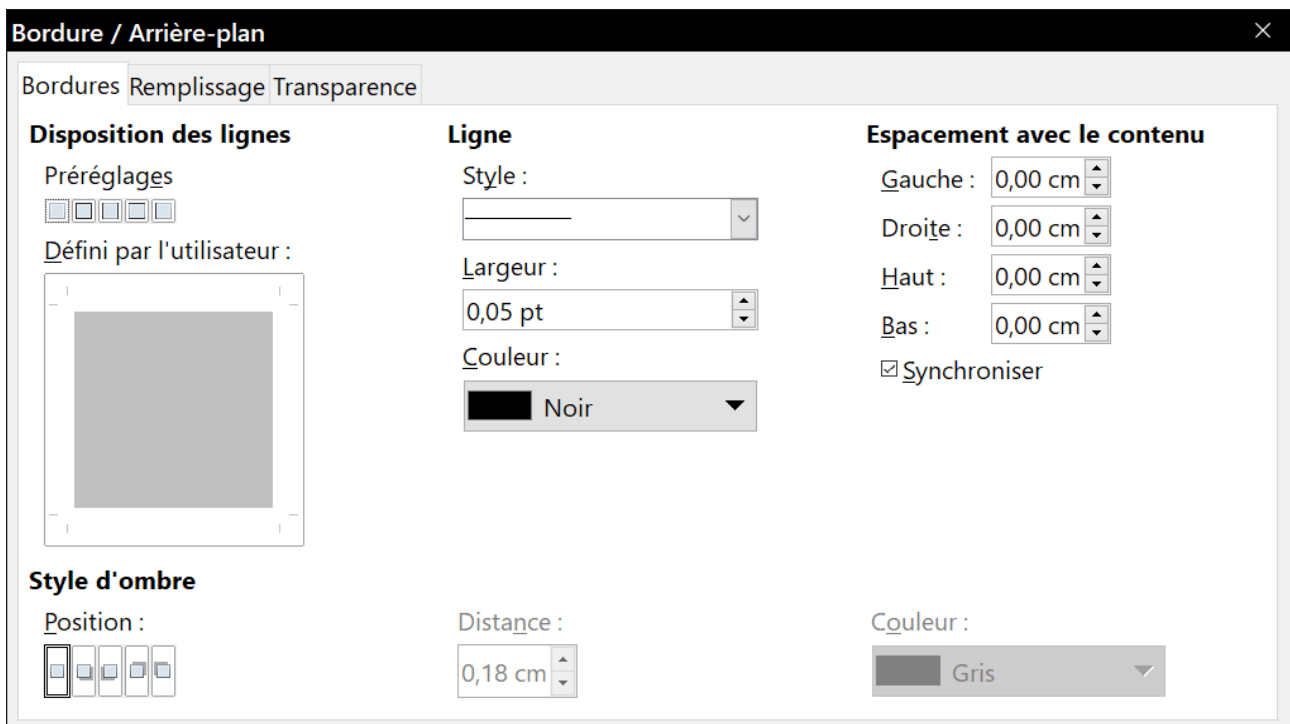 Bordure / Arrière-plan
Bordures Remplissage Transparence
Disposition des lignes
Préréglages
Défini par l'utilisateur :
Ligne
Style :
Largeur :
0,05 pt
Couleur :
Noir
Espacement avec le contenu
Gauche : 0,00 cm
Droite : 0,00 cm
Haut : 0,00 cm
Bas : 0,00 cm
Synchroniser
Style d'ombre
Position :
Distance :
0,18 cm
Couleur :
Gris